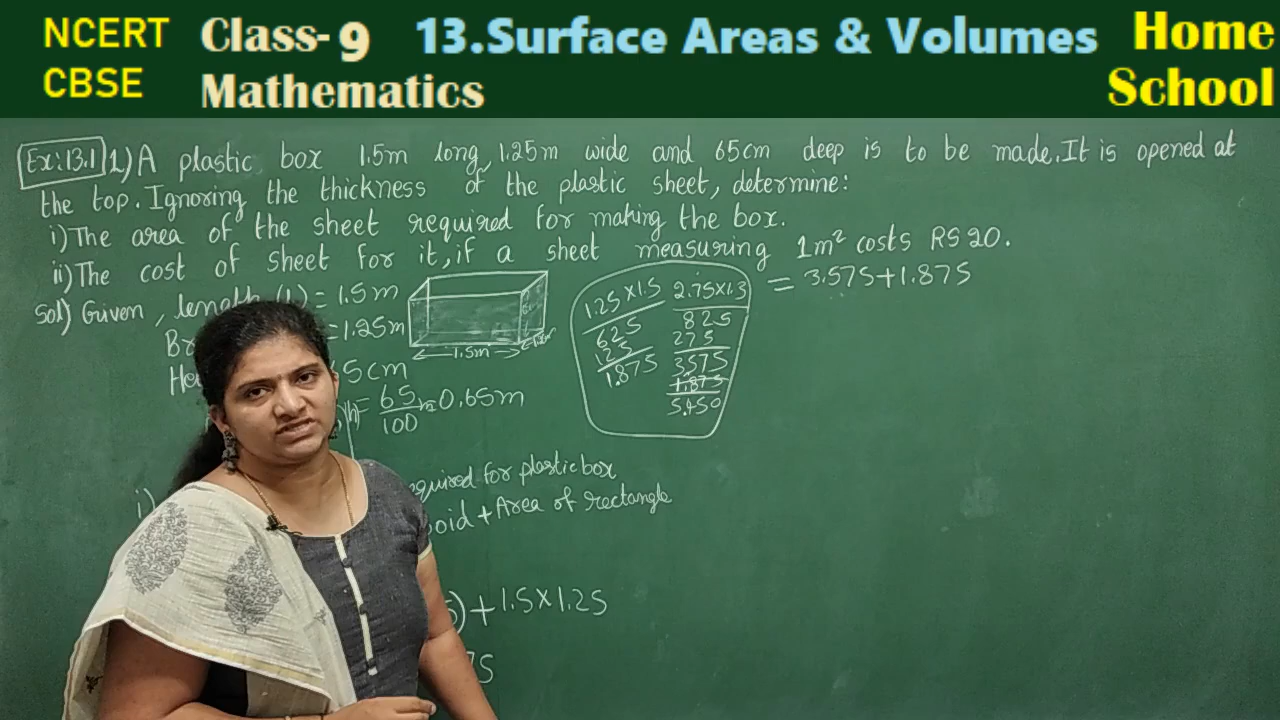 NCERT
CBSE
Class-9
Mathematics
13.Surface Areas & Volumes
Home
School
Ex:13.1 1) A plastic box 1.5m long, 1.25m wide and 65cm deep is to be made. It is opened at
the top. Ignoring the thickness of the plastic sheet, determine:
i) The area of the sheet required for making the box.
ii) The cost of sheet for it, if a sheet measuring 1m² costs RS 20.
Sol) Given, length (l) = 1.5m
= 1.25m
5cm
= 65/100 = 0.65m
1.5m
1.25×1.5
625
125
1.875
2.75×1.3
825
275
3.575
1.875
5.450
= 3.575+1.875
i)
required for plastic box
oid + Area of rectangle
) + 1.5×1.25
75